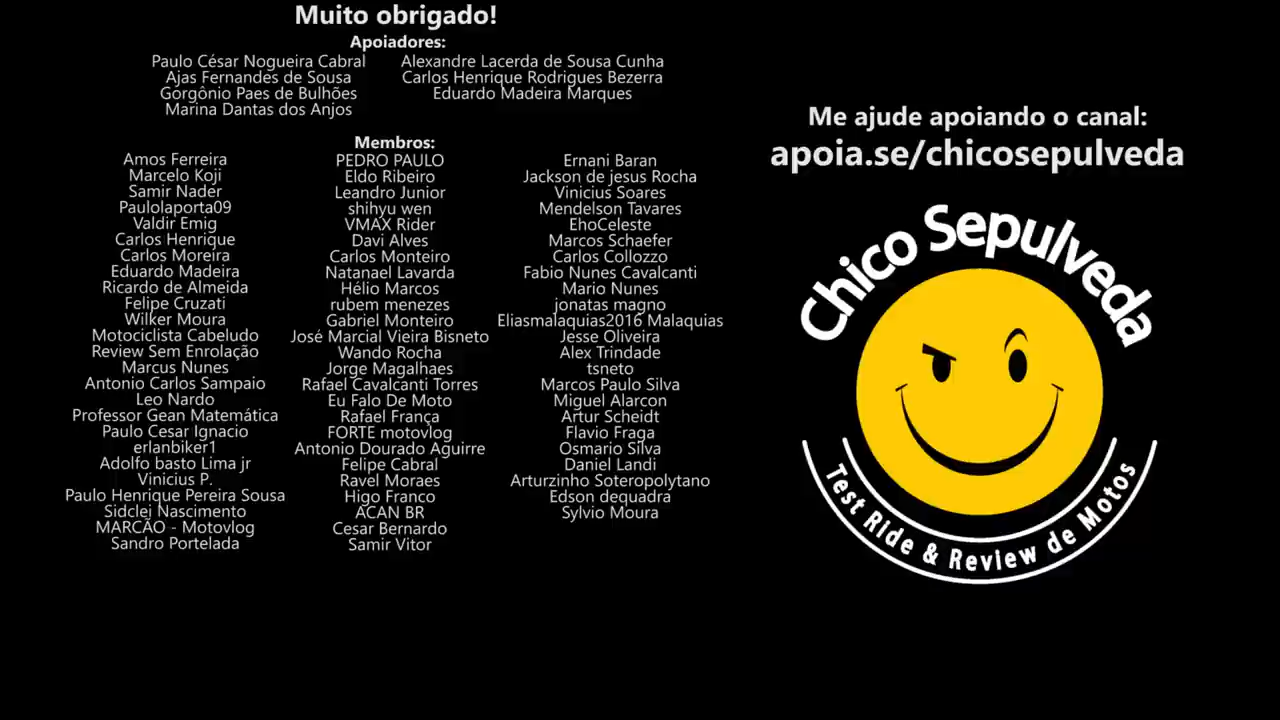 Muito obrigado!
Apoiadores:
Paulo César Nogueira Cabral
Ajas Fernandes de Sousa
Gorgônio Paes de Bulhões
Marina Dantas dos Anjos
Alexandre Lacerda de Sousa Cunha
Carlos Henrique Rodrigues Bezerra
Eduardo Madeira Marques
Membros:
Amos Ferreira
Marcelo Koji
Samir Nader
Paulolaporta09
Valdir Emig
Carlos Henrique
Carlos Moreira
Eduardo Madeira
Ricardo de Almeida
Felipe Cruzati
Wilker Moura
Motociclista Cabeludo
Review Sem Enrolação
Marcus Nunes
Antonio Carlos Sampaio
Leo Nardo
Professor Gean Matemática
Paulo Cesar Ignacio
erlanbiker1
Adolfo basto Lima jr
Vinicius P.
Paulo Henrique Pereira Sousa
Sidclei Nascimento
MARCÃO - Motovlog
Sandro Portelada
PEDRO PAULO
Eldo Ribeiro
Leandro Junior
shihyu wen
VMAX Rider
Davi Alves
Carlos Monteiro
Natanael Lavarda
Hélio Marcos
rubem menezes
Gabriel Monteiro
José Marcial Vieira Bisneto
Wando Rocha
Jorge Magalhaes
Rafael Cavalcanti Torres
Eu Falo De Moto
Rafael França
FORTE motovlog
Antonio Dourado Aguirre
Felipe Cabral
Ravel Moraes
Higo Franco
ACAN BR
Cesar Bernardo
Samir Vitor
Ernani Baran
Jackson de jesus Rocha
Vinicius Soares
Mendelson Tavares
EhoCeleste
Marcos Schaefer
Carlos Collozzo
Fabio Nunes Cavalcanti
Mario Nunes
jonatas magno
Eliasmalaquias2016 Malaquias
Jesse Oliveira
Alex Trindade
tsneto
Marcos Paulo Silva
Miguel Alarcon
Artur Scheidt
Flavio Fraga
Osmario Silva
Daniel Landi
Arturzinho Soteropolytano
Edson dequadra
Sylvio Moura
Me ajude apoiando o canal:
apoia.se/chicosepulveda
Chico Sepulveda
Test Ride & Review de Motos